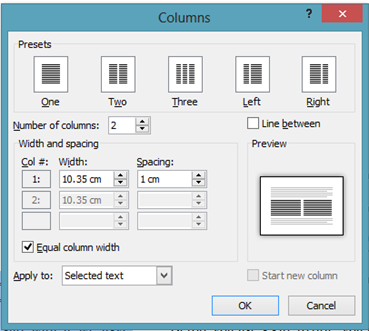 Columns
Presets
One Two Three Left Right
Number of columns: 2 Line between
Width and spacing Preview
Col #: Width: Spacing:
1: 10.35 cm 1 cm
2: 10.35 cm
Equal column width
Apply to: Selected text Start new column
OK Cancel